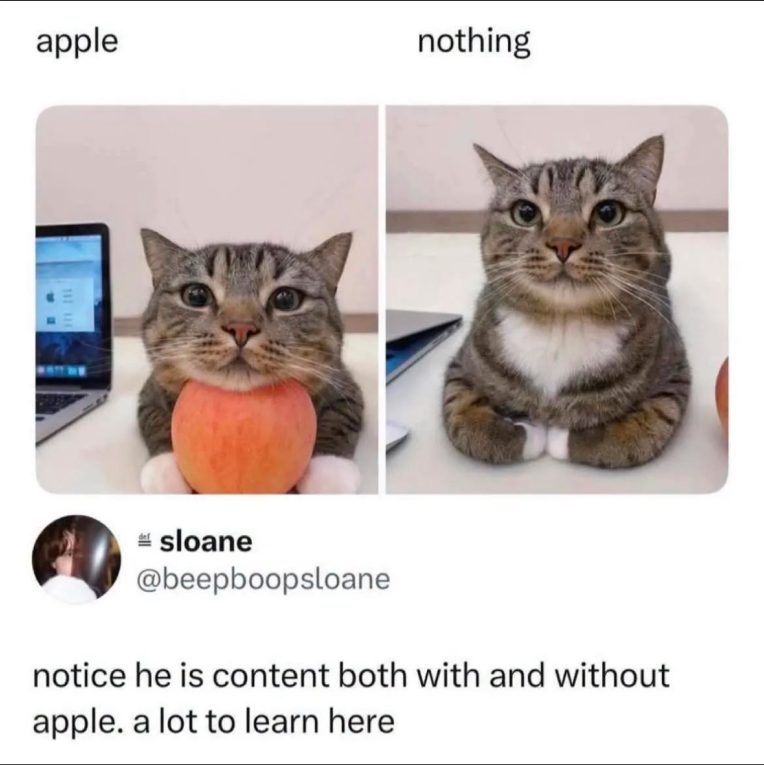 apple
nothing
≝ sloane
@beepboopsloane
notice he is content both with and without
apple. a lot to learn here